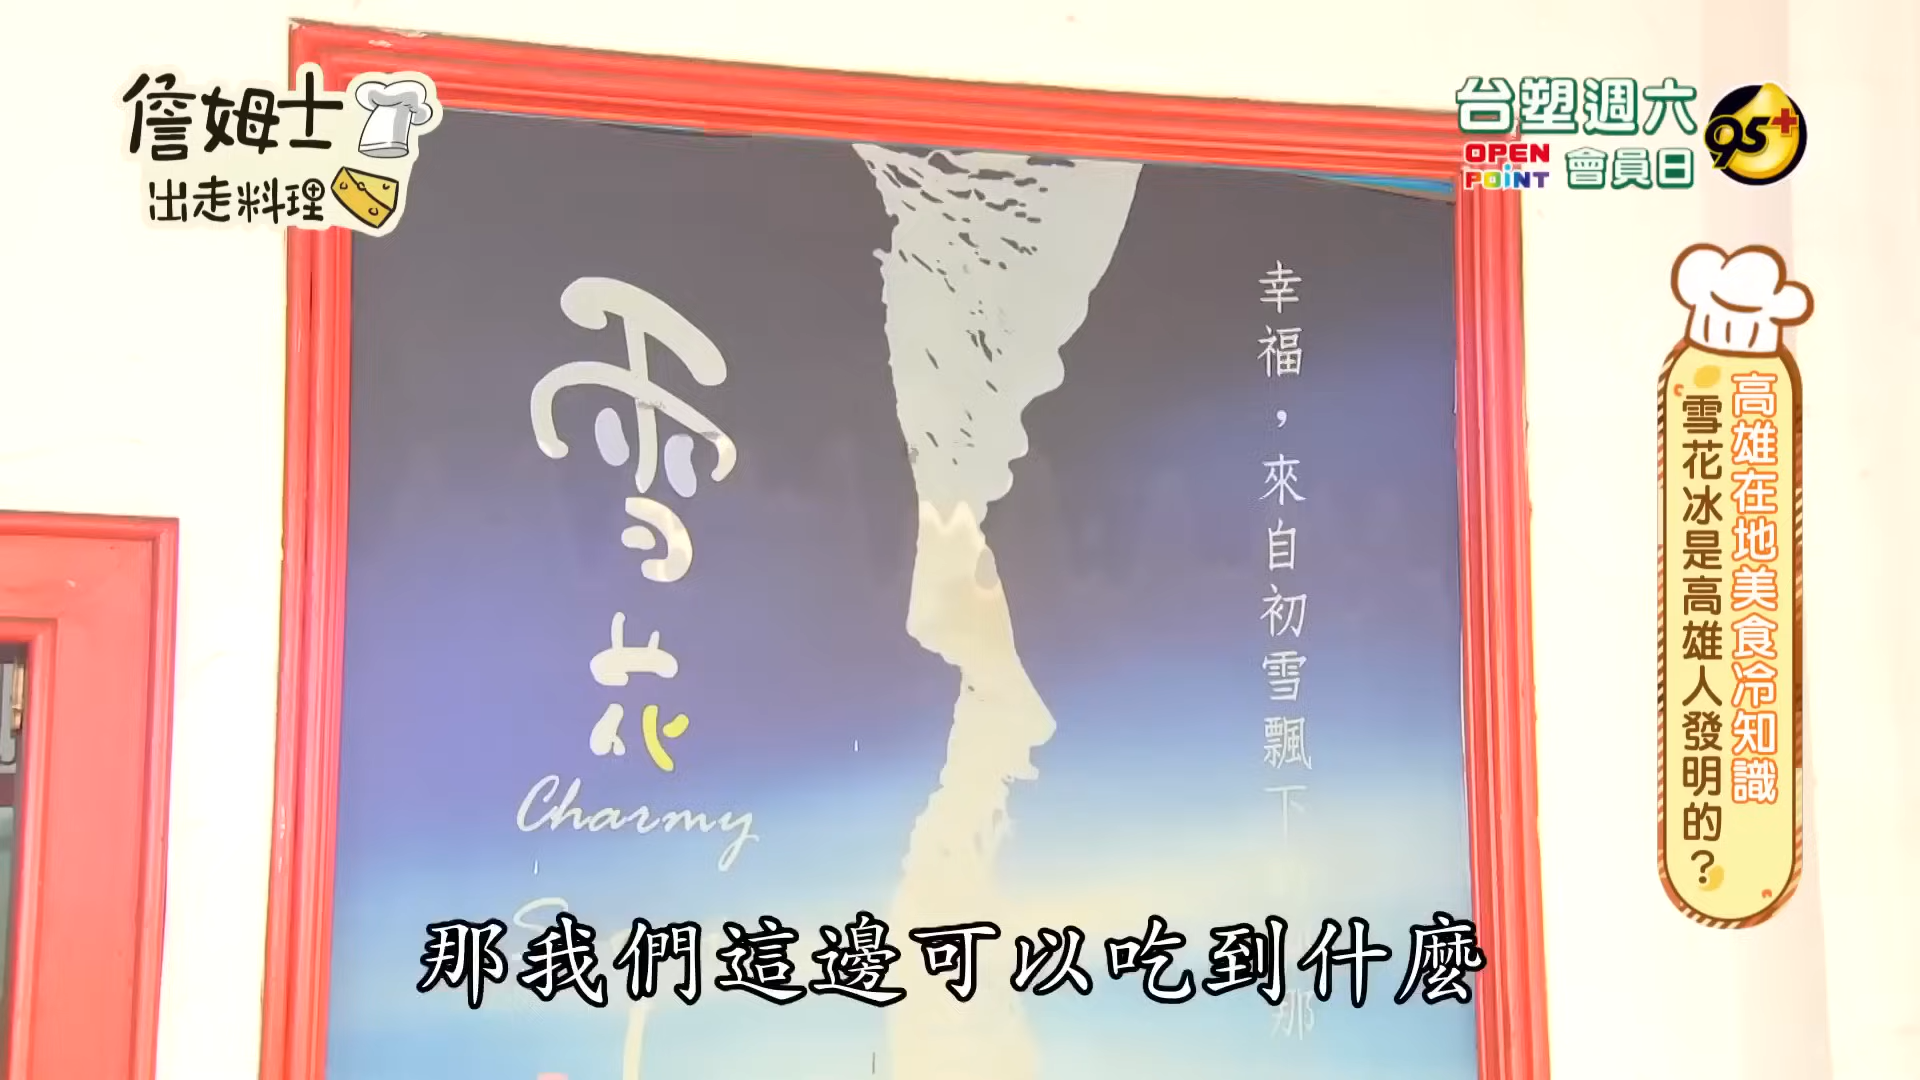 詹姆士
出走料理
台塑週六
OPEN POINT 會員日
95+
高雄在地美食冷知識
雪花冰是高雄人發明的?
雪花
Charmy
幸福，來自初雪飄下
那
那我們這邊可以吃到什麼